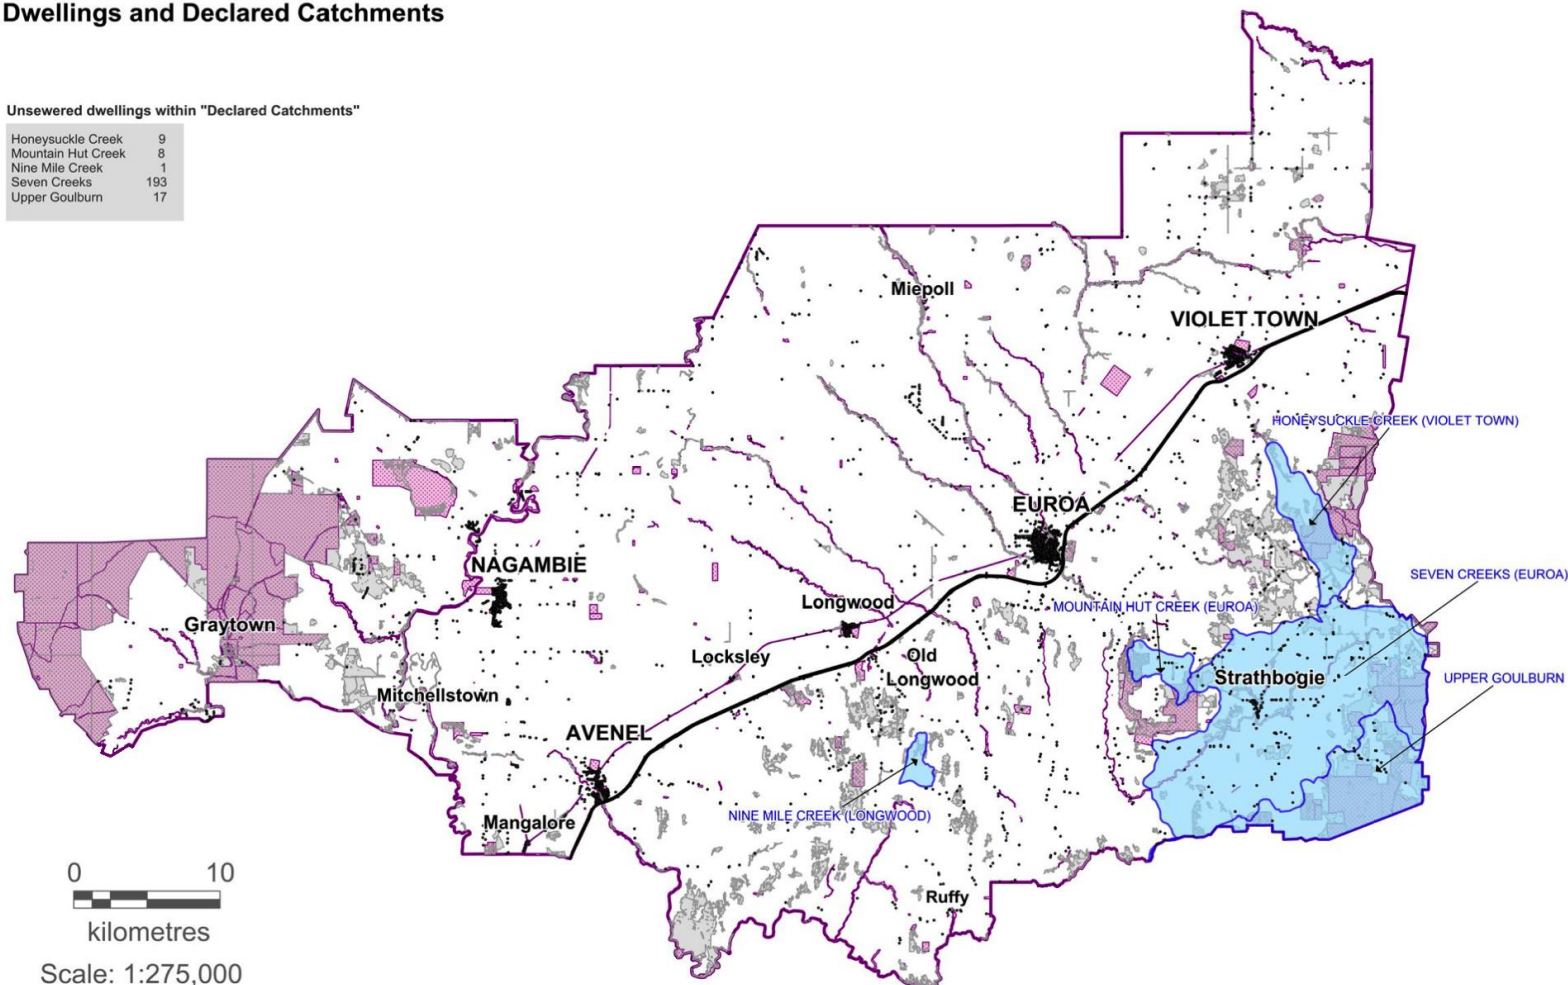 Dwellings and Declared Catchments
Unsewered dwellings within "Declared Catchments"
Honeysuckle Creek 9
Mountain Hut Creek 8
Nine Mile Creek 1
Seven Creeks 193
Upper Goulburn 17
Miepoll
VIOLET TOWN
HONEYSUCKLE CREEK (VIOLET TOWN)
EUROA
NAGAMBIE
SEVEN CREEKS (EUROA)
Longwood
MOUNTAIN HUT CREEK (EUROA)
Graytown
Locksley
Old
Longwood
Strathbogie
UPPER GOULBURN
Mitchellstown
AVENEL
NINE MILE CREEK (LONGWOOD)
Mangalore
Ruffy
0 10
kilometres
Scale: 1:275,000